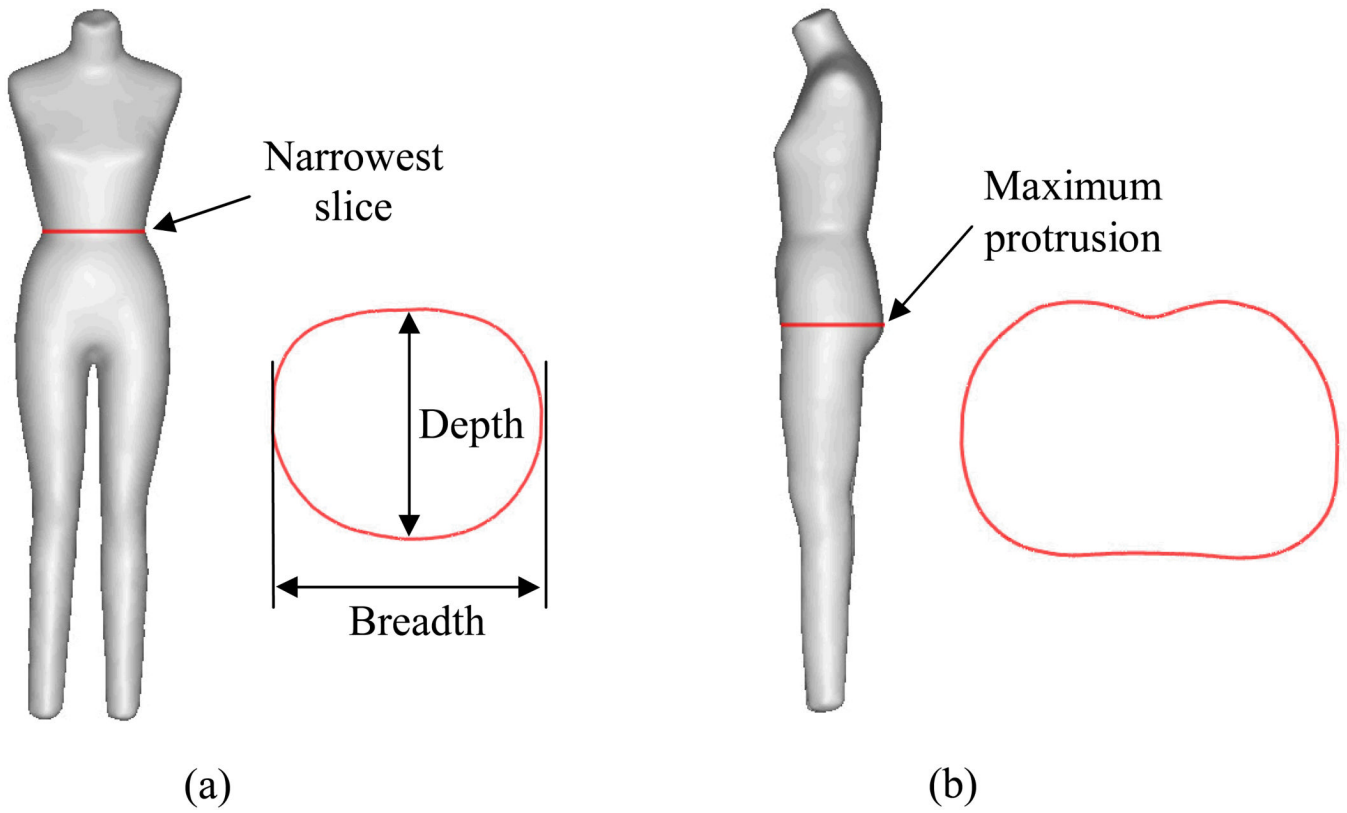 Narrowest
slice
Depth
Breadth
(a)
Maximum
protrusion
(b)